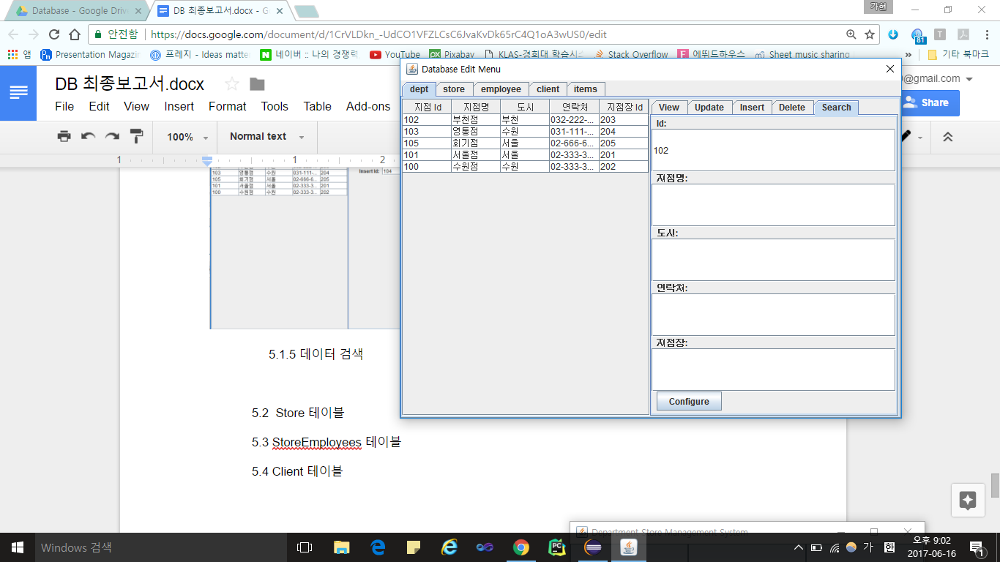 가현
Database - Google Drive
DB 최종보고서.docx - G
안전함
https://docs.google.com/document/d/1CrVLDkn_-UdCO1VFZLCsC6JvaKvDk65rC4Q1oA3wUS0/edit
81
앱
Presentation Magazin
프레지 - Ideas matter
네이버 :: 나의 경쟁력
YouTube
Pixabay
KLAS-경희대 학습시스
Stack Overflow
에뛰드하우스
Sheet music sharing
»
기타 북마크
DB 최종보고서.docx
@gmail.com
File Edit View Insert Format Tools Table Add-ons
Share
100%
Normal text
1 1 2
Database Edit Menu
dept store employee client items
지점 Id 지점명 도시 연락처 지점장 Id
102 부천점 부천 032-222-... 203
103 영통점 수원 031-111-... 204
105 회기점 서울 02-666-6... 205
101 서울점 서울 02-333-3... 201
100 수원점 수원 02-333-3... 202
View Update Insert Delete Search
Id:
102
지점명:
도시:
연락처:
지점장:
Configure
103 영통점 수원 031-111-... 204
105 회기점 서울 02-666-6... 205
101 서울점 서울 02-333-3... 201
100 수원점 수원 02-333-3... 202
Insert Id: 104
5.1.5 데이터 검색
5.2 Store 테이블
5.3 StoreEmployees 테이블
5.4 Client 테이블
Department Store Management System
Windows 검색
가
한
오후 9:02
2017-06-16
1